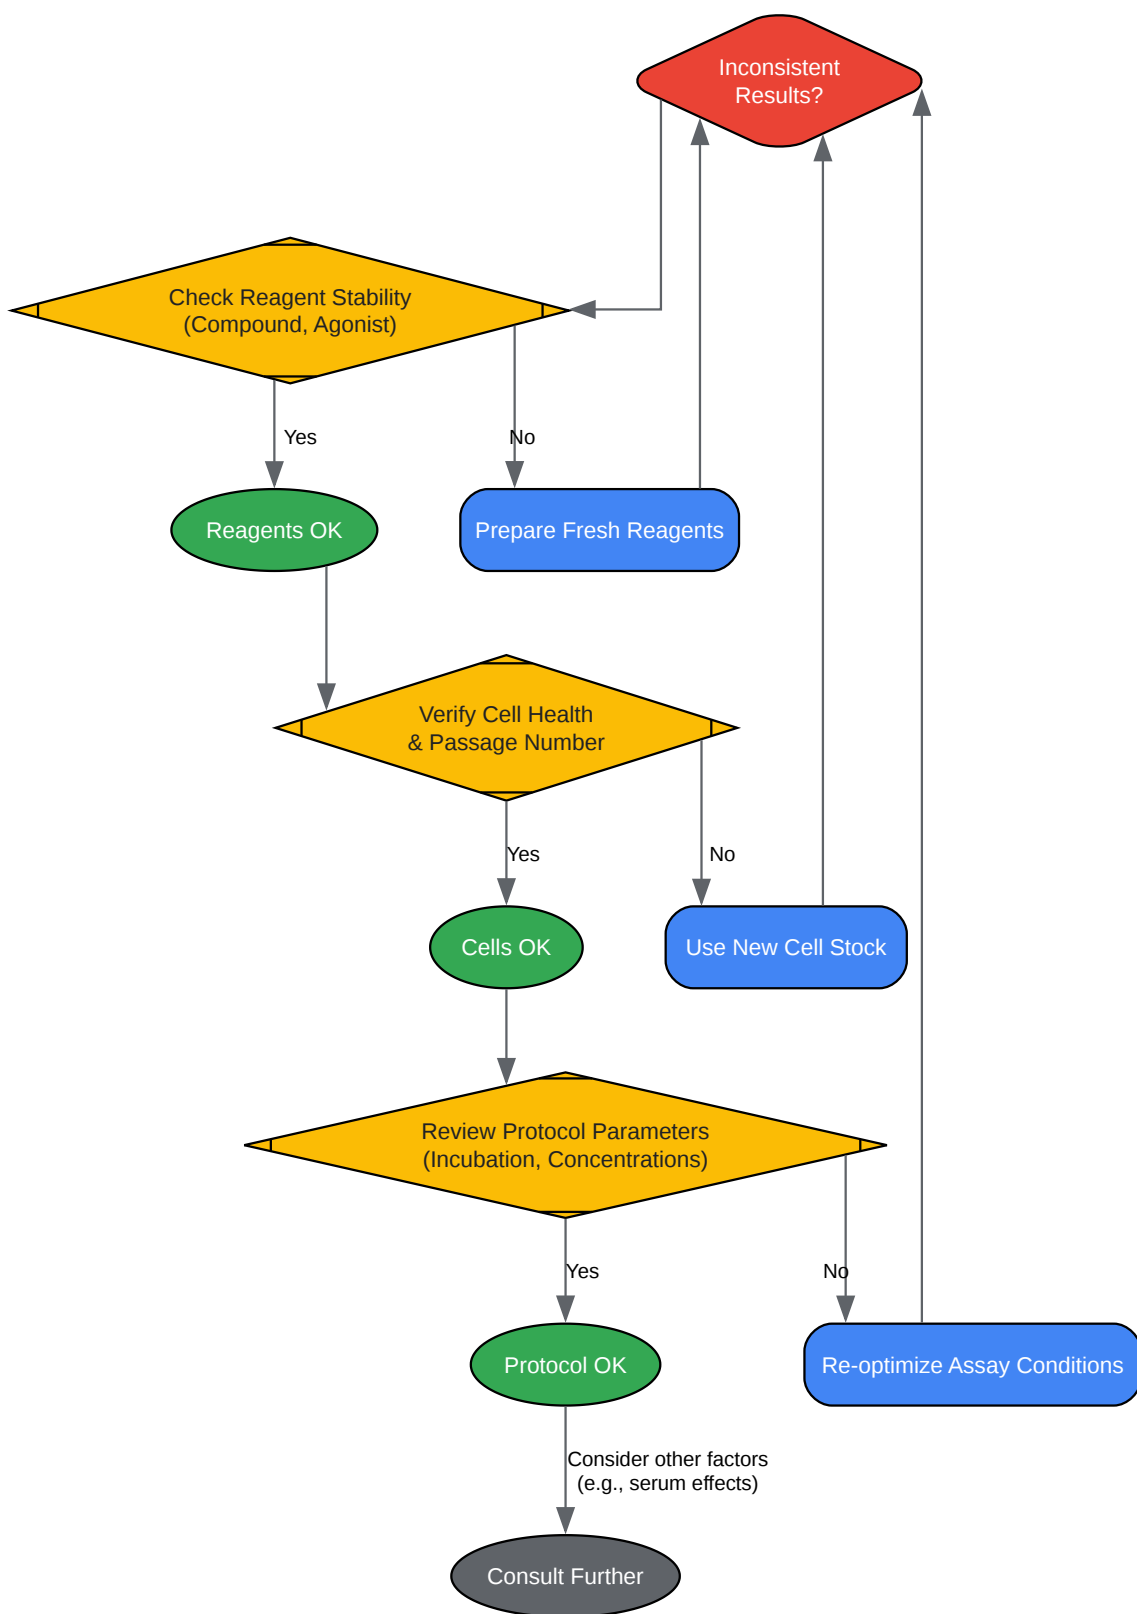 Inconsistent
Results?
Check Reagent Stability
(Compound, Agonist)
Yes
No
Reagents OK
Prepare Fresh Reagents
Verify Cell Health
& Passage Number
Yes
No
Cells OK
Use New Cell Stock
Review Protocol Parameters
(Incubation, Concentrations)
Yes
No
Protocol OK
Re-optimize Assay Conditions
Consider other factors
(e.g., serum effects)
Consult Further